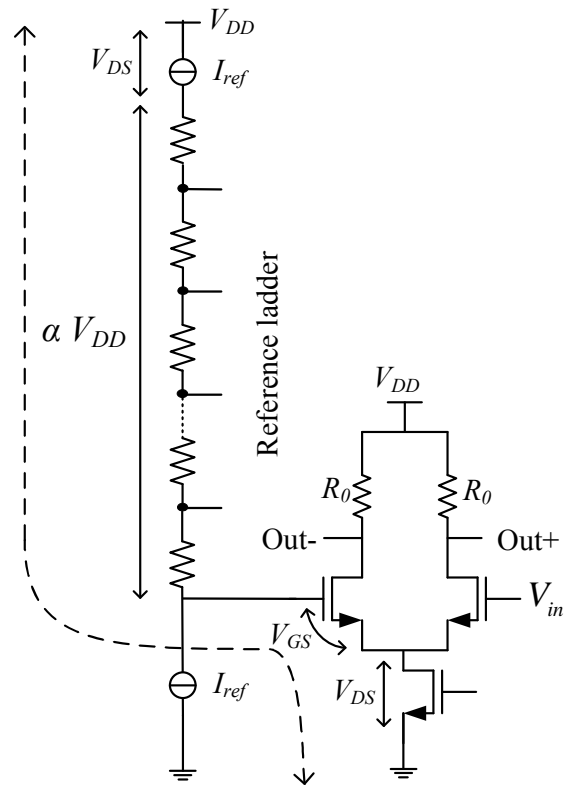 V_DD
V_DS
I_ref
α V_DD
Reference ladder
V_DD
R_0
R_0
Out-
Out+
V_in
V_GS
I_ref
V_DS